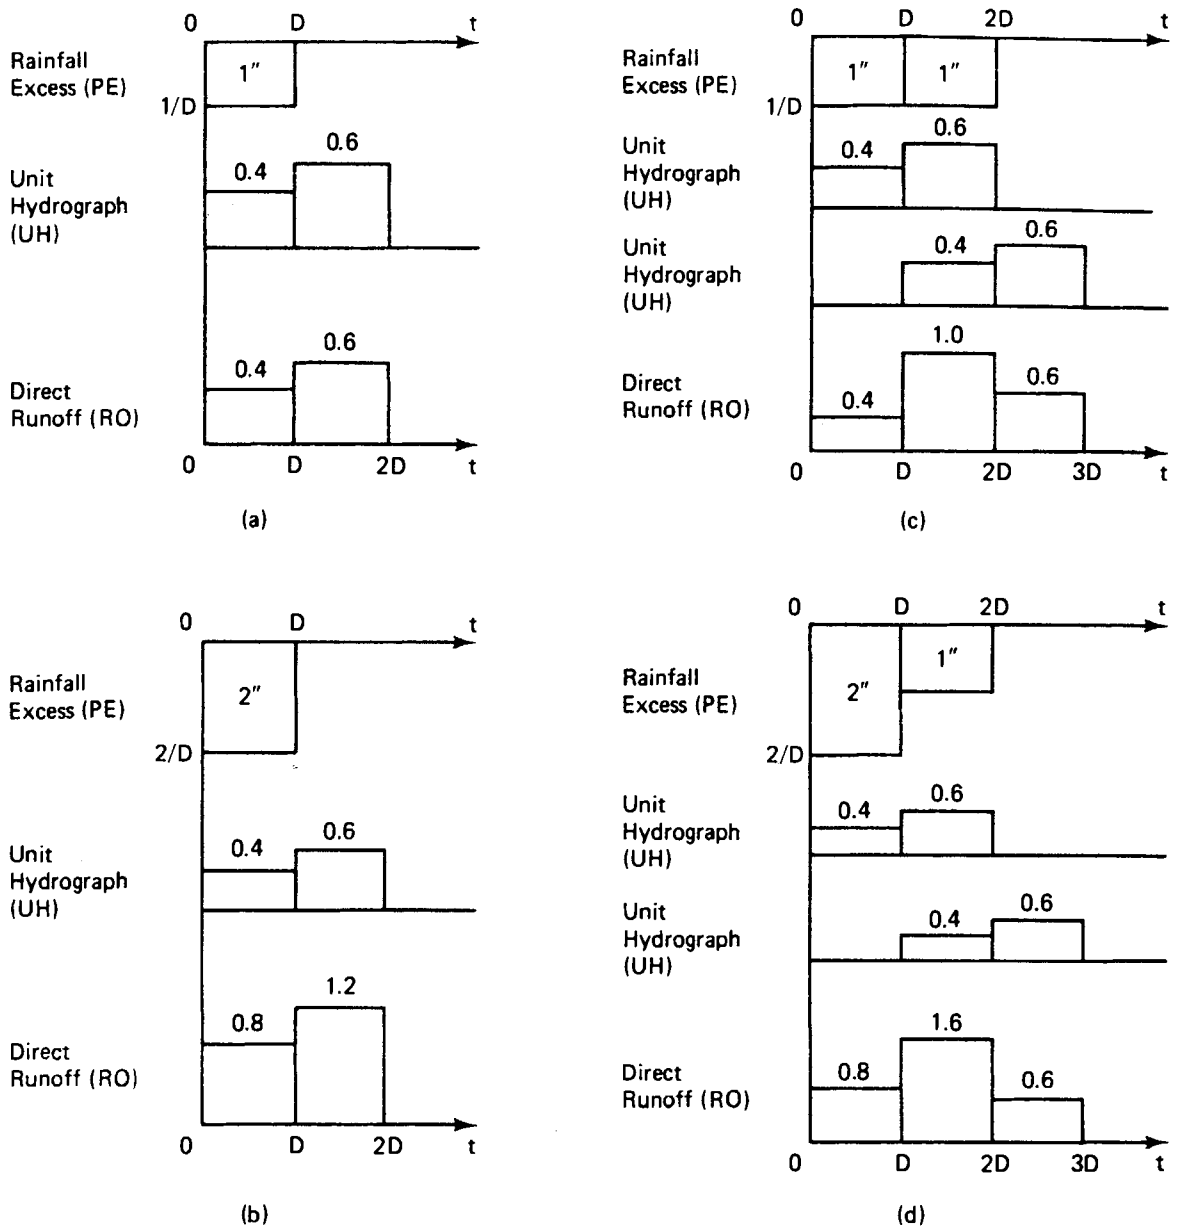 0 D t
Rainfall
Excess (PE)
1"
1/D
Unit
Hydrograph
(UH)
0.4
0.6
Direct
Runoff (RO)
0.4
0.6
0 D 2D t
(a)
0 D 2D t
Rainfall
Excess (PE)
1" 1"
1/D
Unit
Hydrograph
(UH)
0.4
0.6
Unit
Hydrograph
(UH)
0.4
0.6
Direct
Runoff (RO)
0.4
1.0
0.6
0 D 2D 3D t
(c)
0 D t
Rainfall
Excess (PE)
2"
2/D
Unit
Hydrograph
(UH)
0.4
0.6
Direct
Runoff (RO)
0.8
1.2
0 D 2D t
(b)
0 D 2D t
Rainfall
Excess (PE)
2"
1"
2/D
Unit
Hydrograph
(UH)
0.4
0.6
Unit
Hydrograph
(UH)
0.4
0.6
Direct
Runoff (RO)
0.8
1.6
0.6
0 D 2D 3D t
(d)